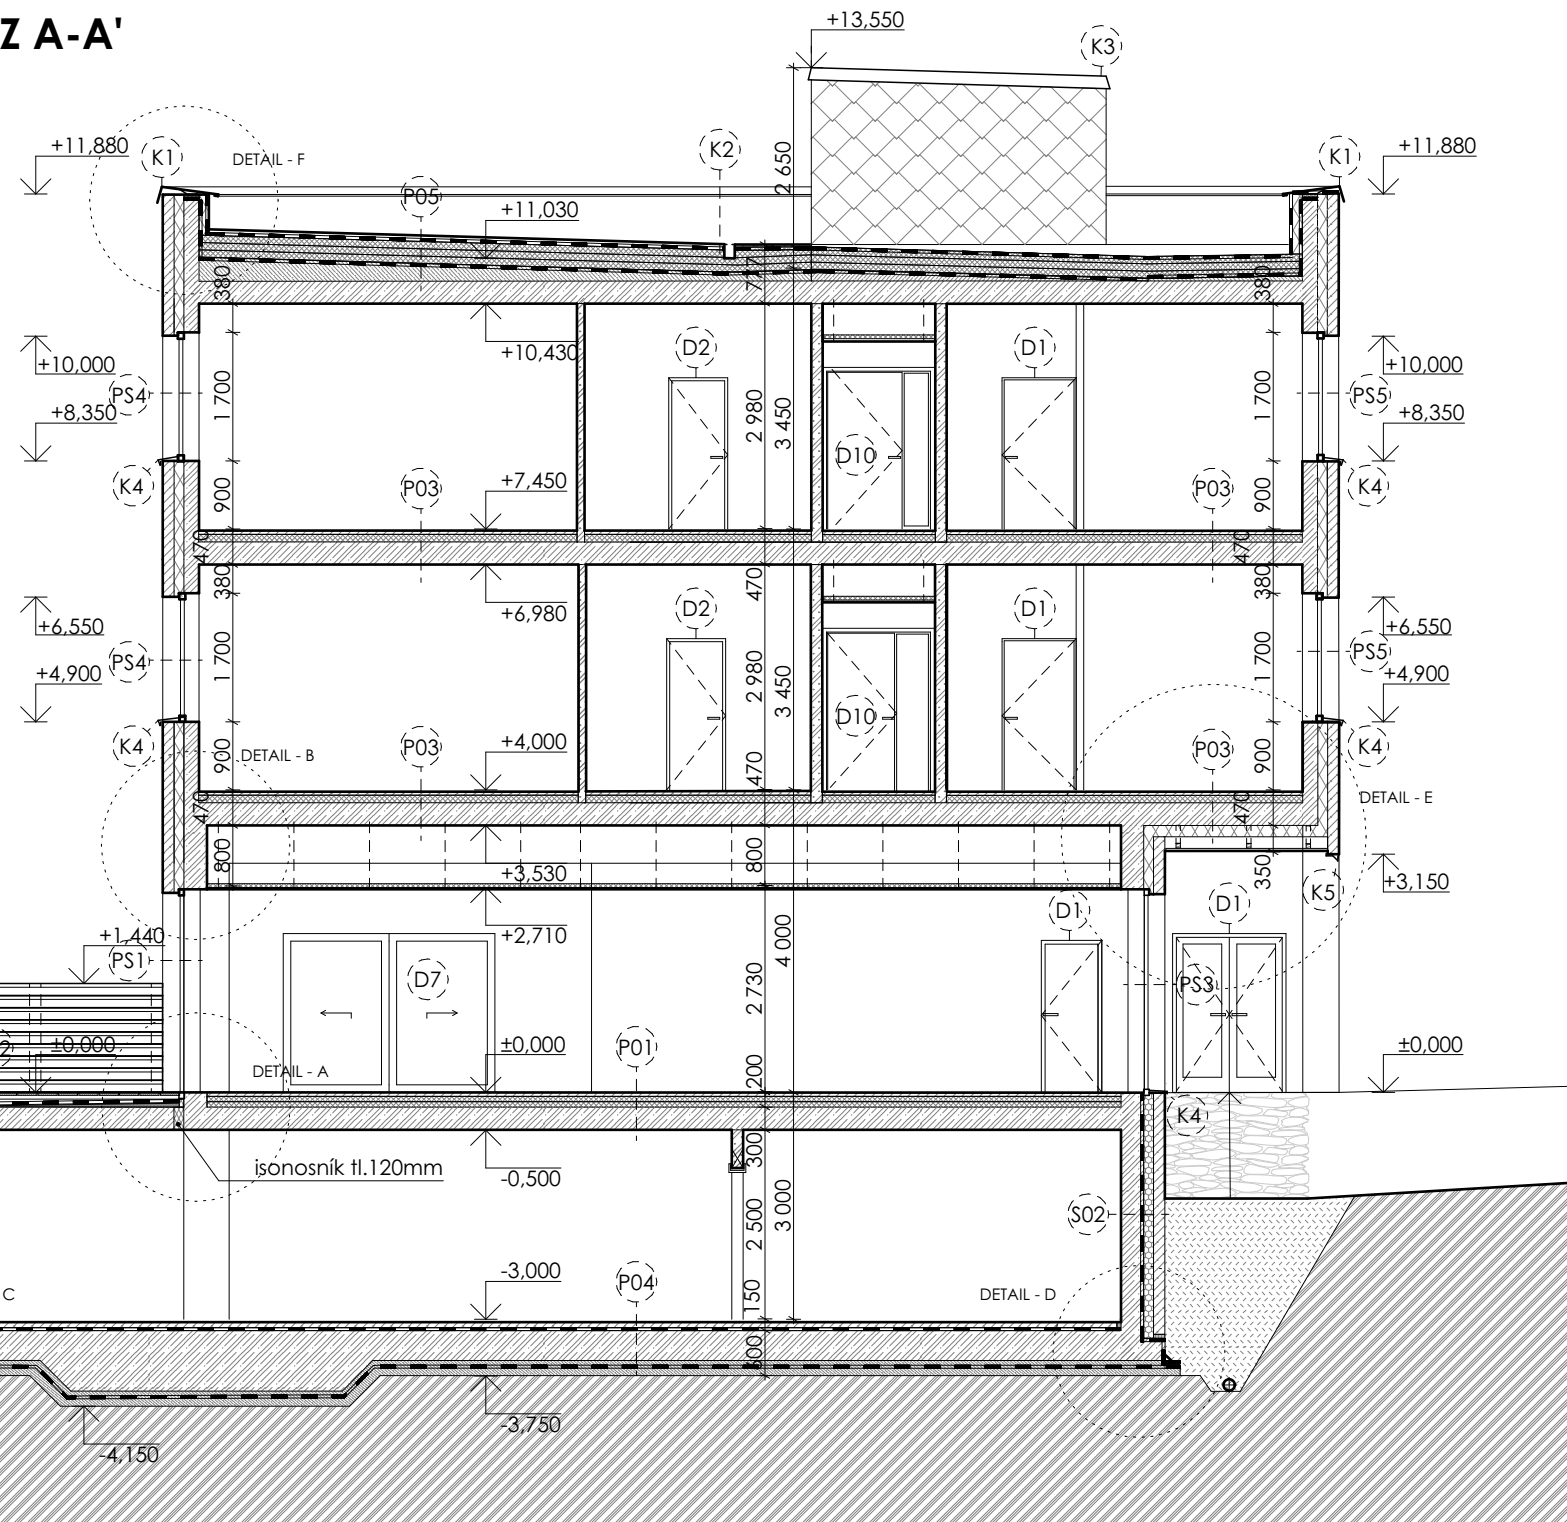 Z A-A'
+13,550
K3
+11,880
K1
DETAIL - F
K2
2 650
K1
+11,880
P05
+11,030
380
777
380
+10,430
D2
D1
+10,000
PS4
+8,350
1 700
2 980
3 450
D10
1 700
+10,000
PS5
+8,350
K4
900
P03
+7,450
P03
900
K4
470
470
380
470
380
+6,980
D2
D1
+6,550
PS4
+4,900
1 700
2 980
3 450
D10
1 700
+6,550
PS5
+4,900
K4
900
DETAIL - B
P03
+4,000
470
P03
900
K4
470
470
DETAIL - E
800
+3,530
800
350
K5
+3,150
+1,440
PS1
+2,710
D7
4 000
2 730
D1
D1
PS3
2
±0,000
±0,000
P01
±0,000
DETAIL - A
200
K4
isonosník tl.120mm
-0,500
300
2 500
3 000
S02
C
-3,000
P04
150
DETAIL - D
600
-3,750
-4,150